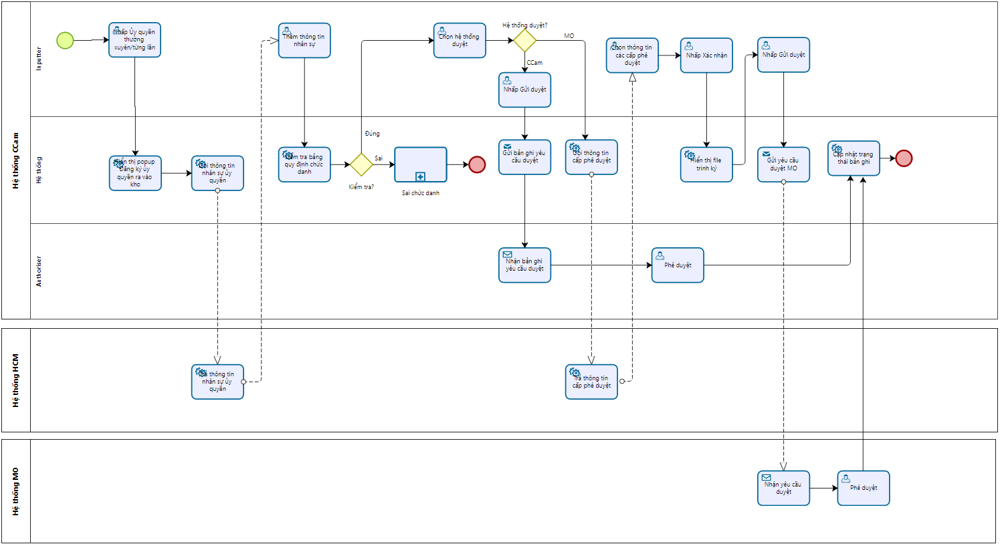 Hệ thống CCam
Inputter
Nhấp Ủy quyền
thường
xuyên/từng lần
Thêm thông tin
nhân sự
Chọn hệ thống
duyệt
Hệ thống duyệt?
MO
CCam
Nhấp Gửi duyệt
Chọn thông tin
các cấp phê
duyệt
Nhấp Xác nhận
Nhấp Gửi duyệt
Hệ thống
Hiển thị popup
Đăng ký ủy
quyền ra vào
kho
Gọi thông tin
nhân sự ủy
quyền
Kiểm tra bảng
quy định chức
danh
Đúng
Sai
Kiểm tra?
Sai chức danh
Gửi bản ghi yêu
cầu duyệt
Gọi thông tin
cấp phê duyệt
Hiển thị file
trình ký
Gửi yêu cầu
duyệt MO
Cập nhật trạng
thái bản ghi
Authoriser
Nhận bản ghi
yêu cầu duyệt
Phê duyệt
Hệ thống HCM
Trả thông tin
nhân sự ủy
quyền
Trả thông tin
cấp phê duyệt
Hệ thống MO
Nhận yêu cầu
duyệt
Phê duyệt